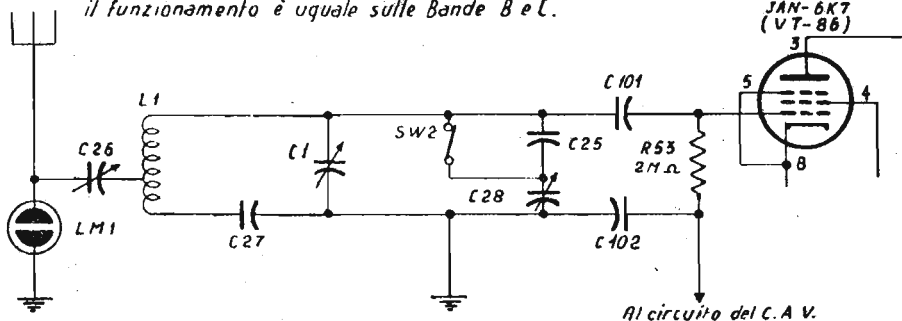 il funzionamento è uguale sulle Bande B e C.
JAN-6K7
(VT-86)
3
5
4
8
C101
L1
C26
C1
SW2
C25
R53
2MΩ
C28
LM1
C27
C102
Al circuito del C.A V.